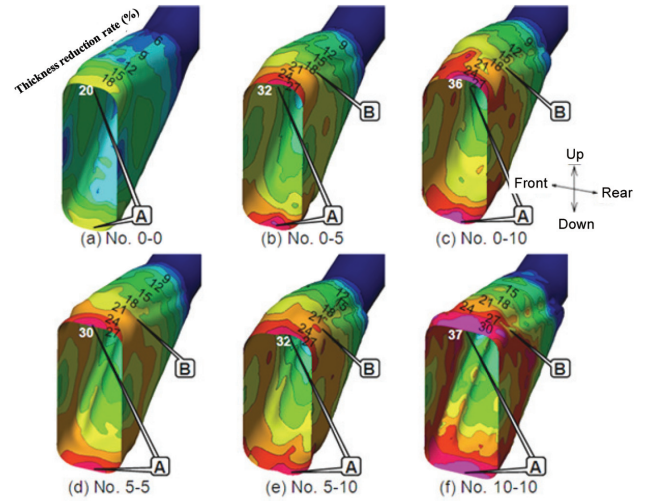 Thickness reduction rate (%)
6
9
12
15
18
20
A
(a) No. 0-0
9
12
15
18
21
24
27
32
B
A
(b) No. 0-5
9
12
15
18
21
24
27
36
B
A
(c) No. 0-10
Up
Front
Rear
Down
9
12
15
18
21
24
27
30
B
A
(d) No. 5-5
9
12
15
18
21
24
27
32
B
A
(e) No. 5-10
15
21
24
27
30
37
B
A
(f) No. 10-10